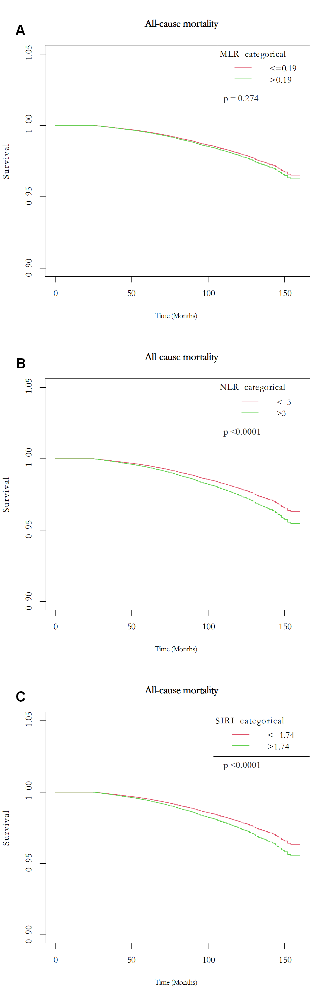 A
All-cause mortality
1.05
1 00
0 95
0 90
Survival
MLR categorical
<=0.19
>0.19
p = 0.274
0 50 100 150
Time (Months)
B
All-cause mortality
1.05
1 00
0 95
0 90
Survival
NLR categorical
<=3
>3
p <0.0001
0 50 100 150
Time (Months)
C
All-cause mortality
1.05
1 00
0 95
0 90
Survival
SIRI categorical
<=1.74
>1.74
p <0.0001
0 50 100 150
Time (Months)